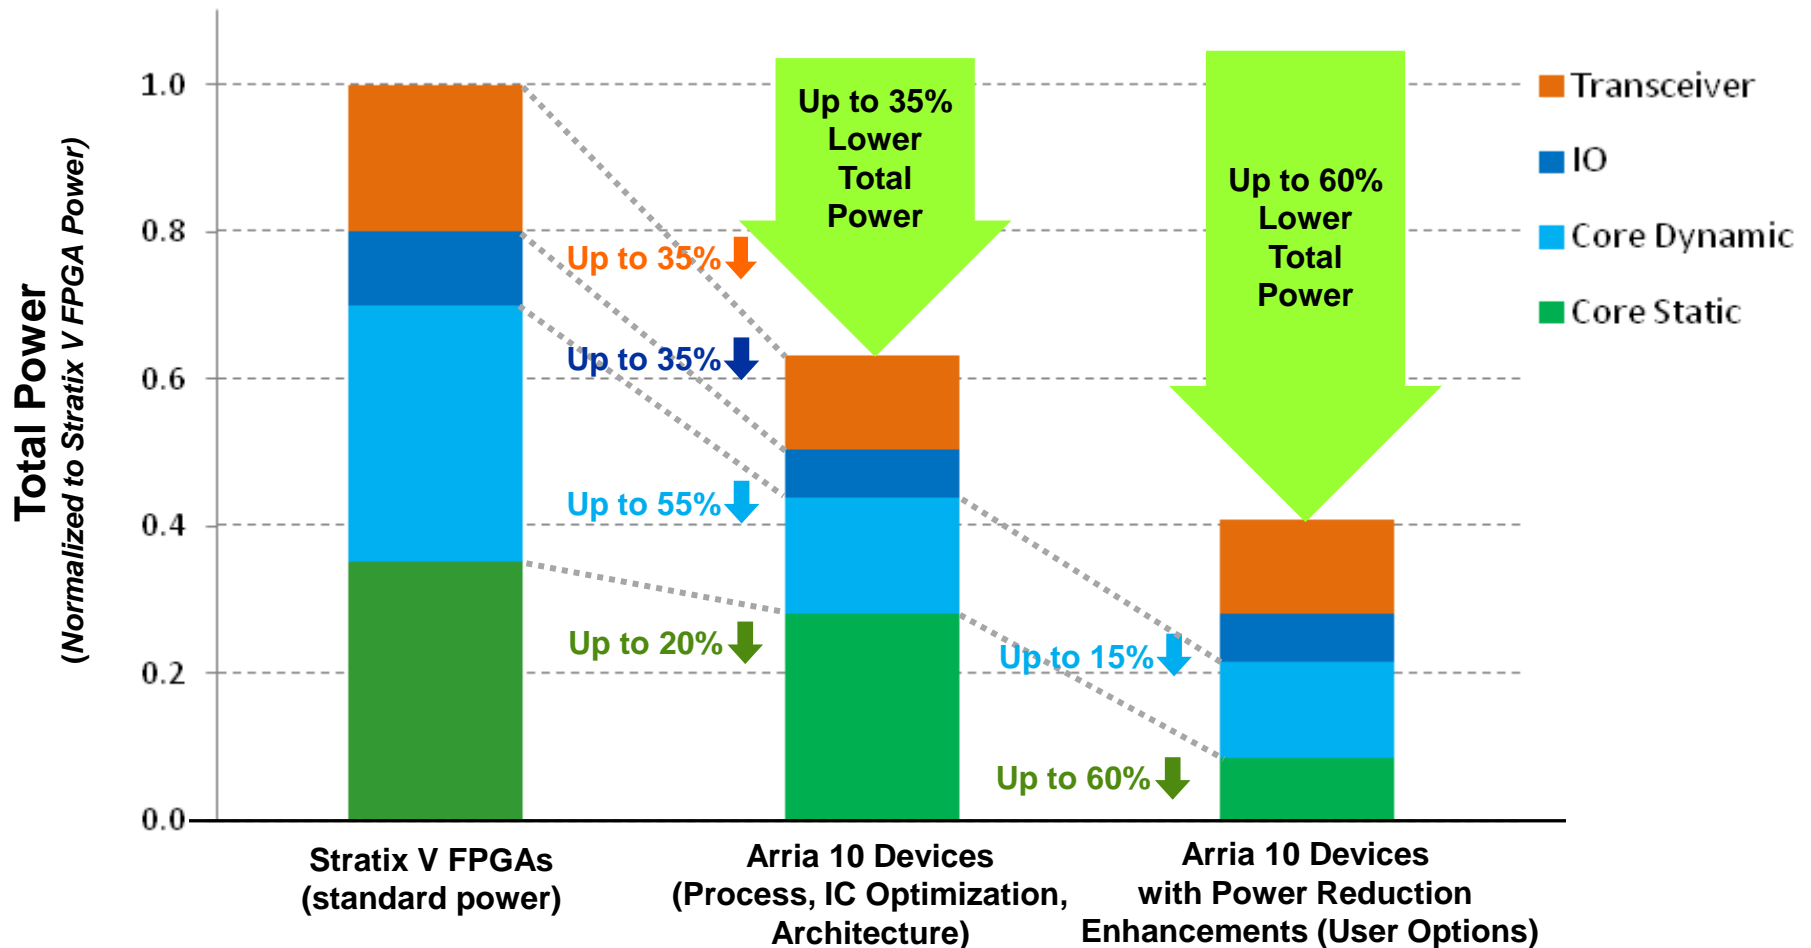 Total Power
(Normalized to Stratix V FPGA Power)
1.0
0.8
0.6
0.4
0.2
0.0
Up to 35%
Lower
Total
Power
Up to 60%
Lower
Total
Power
Transceiver
IO
Core Dynamic
Core Static
Up to 35%
Up to 35%
Up to 55%
Up to 20%
Up to 15%
Up to 60%
Stratix V FPGAs
(standard power)
Arria 10 Devices
(Process, IC Optimization,
Architecture)
Arria 10 Devices
with Power Reduction
Enhancements (User Options)